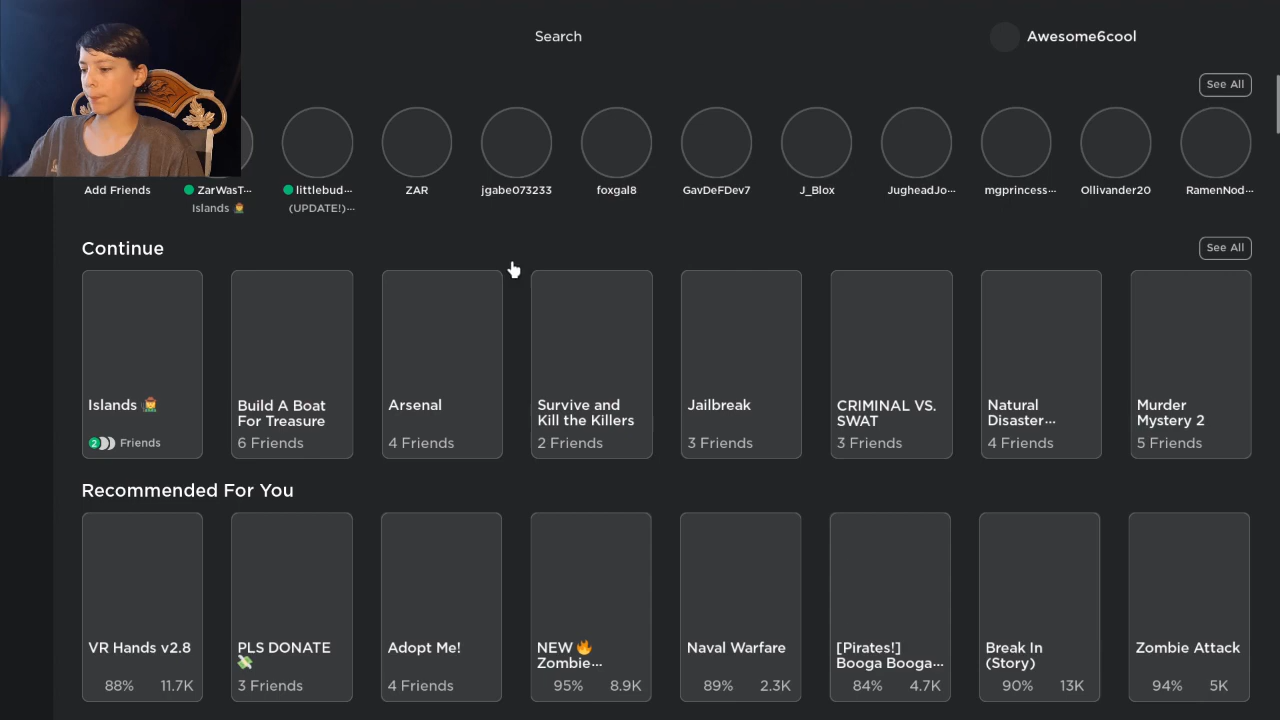 Search
Awesome6cool
See All
Add Friends
ZarWasT...
Islands 🧟
littlebud...
(UPDATE!)...
ZAR
jgabe073233
foxgal8
GavDeFDev7
J_Blox
JugheadJo...
mgprincess...
Ollivander20
RamenNod...
Continue
See All
Islands 🧟
2 Friends
Build A Boat
For Treasure
6 Friends
Arsenal
4 Friends
Survive and
Kill the Killers
2 Friends
Jailbreak
3 Friends
CRIMINAL VS.
SWAT
3 Friends
Natural
Disaster...
4 Friends
Murder
Mystery 2
5 Friends
Recommended For You
VR Hands v2.8
88% 11.7K
PLS DONATE
💸
3 Friends
Adopt Me!
4 Friends
NEW 🔥
Zombie...
95% 8.9K
Naval Warfare
89% 2.3K
[Pirates!]
Booga Booga...
84% 4.7K
Break In
(Story)
90% 13K
Zombie Attack
94% 5K